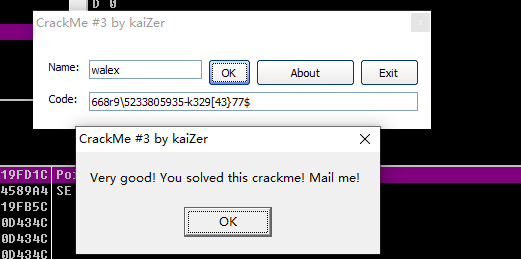 D 0
CrackMe #3 by kaiZer
Name: walex OK About Exit
Code: 668r9\5233805935-k329[43}77$
CrackMe #3 by kaiZer
Very good! You solved this crackme! Mail me!
OK
19FD1C Poi
4589A4 SE
19FB5C
0D434C
0D434C
0D434C